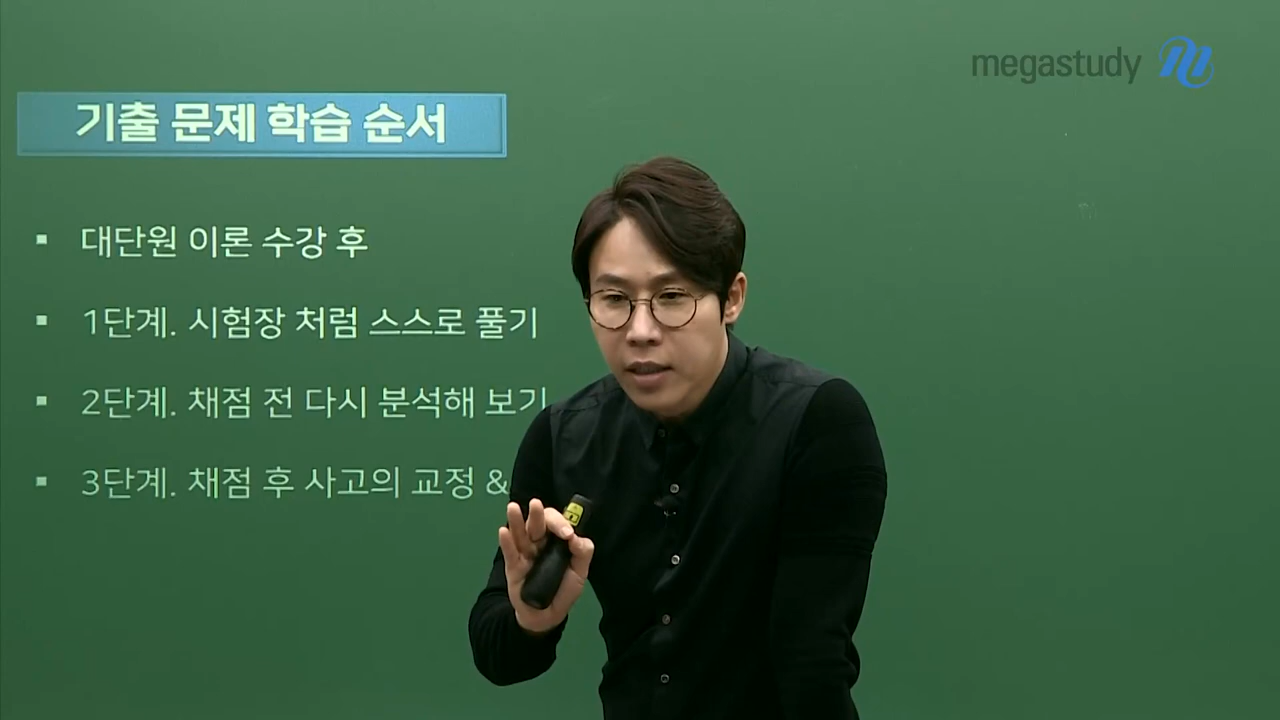 megastudy
기출 문제 학습 순서
▪ 대단원 이론 수강 후
▪ 1단계. 시험장 처럼 스스로 풀기
▪ 2단계. 채점 전 다시 분석해 보기
▪ 3단계. 채점 후 사고의 교정 &